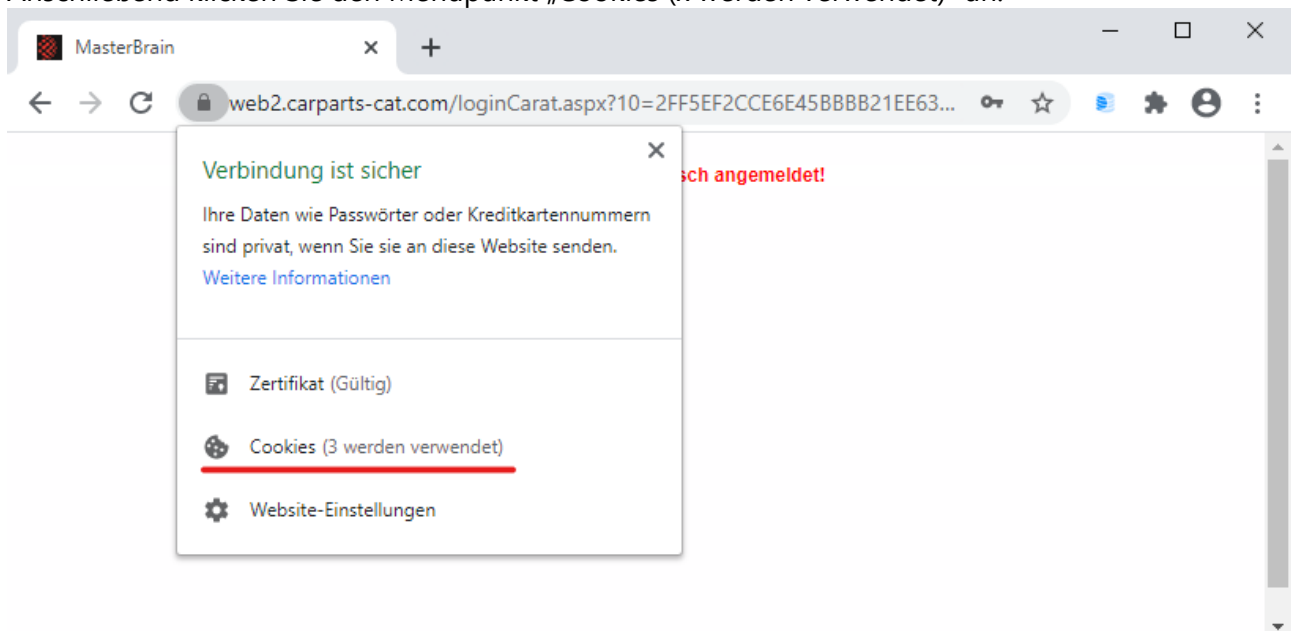 MasterBrain
web2.carparts-cat.com/loginCarat.aspx?10=2FF5EF2CCE6E45BBBB21EE63...
Verbindung ist sicher
sch angemeldet!
Ihre Daten wie Passwörter oder Kreditkartennummern
sind privat, wenn Sie sie an diese Website senden.
Weitere Informationen
Zertifikat (Gültig)
Cookies (3 werden verwendet)
Website-Einstellungen